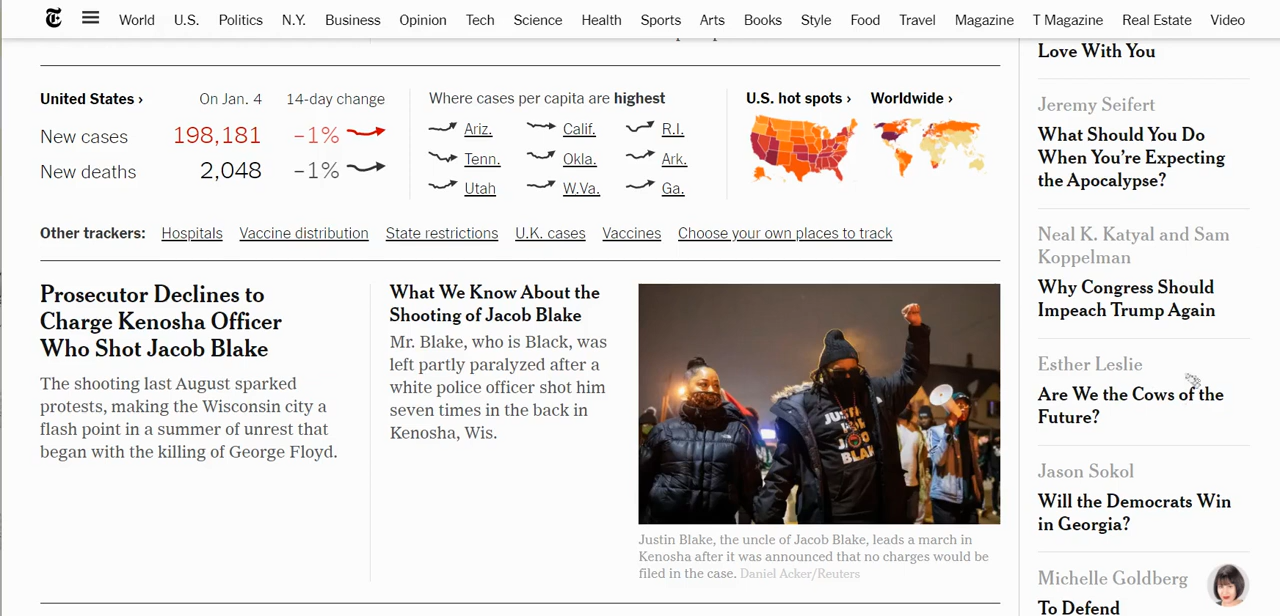 World U.S. Politics N.Y. Business Opinion Tech Science Health Sports Arts Books Style Food Travel Magazine T Magazine Real Estate Video
United States ›
On Jan. 4
14-day change
New cases
198,181
–1%
New deaths
2,048
–1%
Where cases per capita are highest
Ariz.
Calif.
R.I.
Tenn.
Okla.
Ark.
Utah
W.Va.
Ga.
U.S. hot spots ›
Worldwide ›
Other trackers: Hospitals Vaccine distribution State restrictions U.K. cases Vaccines Choose your own places to track
Prosecutor Declines to
Charge Kenosha Officer
Who Shot Jacob Blake
The shooting last August sparked
protests, making the Wisconsin city a
flash point in a summer of unrest that
began with the killing of George Floyd.
What We Know About the
Shooting of Jacob Blake
Mr. Blake, who is Black, was
left partly paralyzed after a
white police officer shot him
seven times in the back in
Kenosha, Wis.
Justin Blake, the uncle of Jacob Blake, leads a march in
Kenosha after it was announced that no charges would be
filed in the case. Daniel Acker/Reuters
Love With You
Jeremy Seifert
What Should You Do
When You’re Expecting
the Apocalypse?
Neal K. Katyal and Sam
Koppelman
Why Congress Should
Impeach Trump Again
Esther Leslie
Are We the Cows of the
Future?
Jason Sokol
Will the Democrats Win
in Georgia?
Michelle Goldberg
To Defend